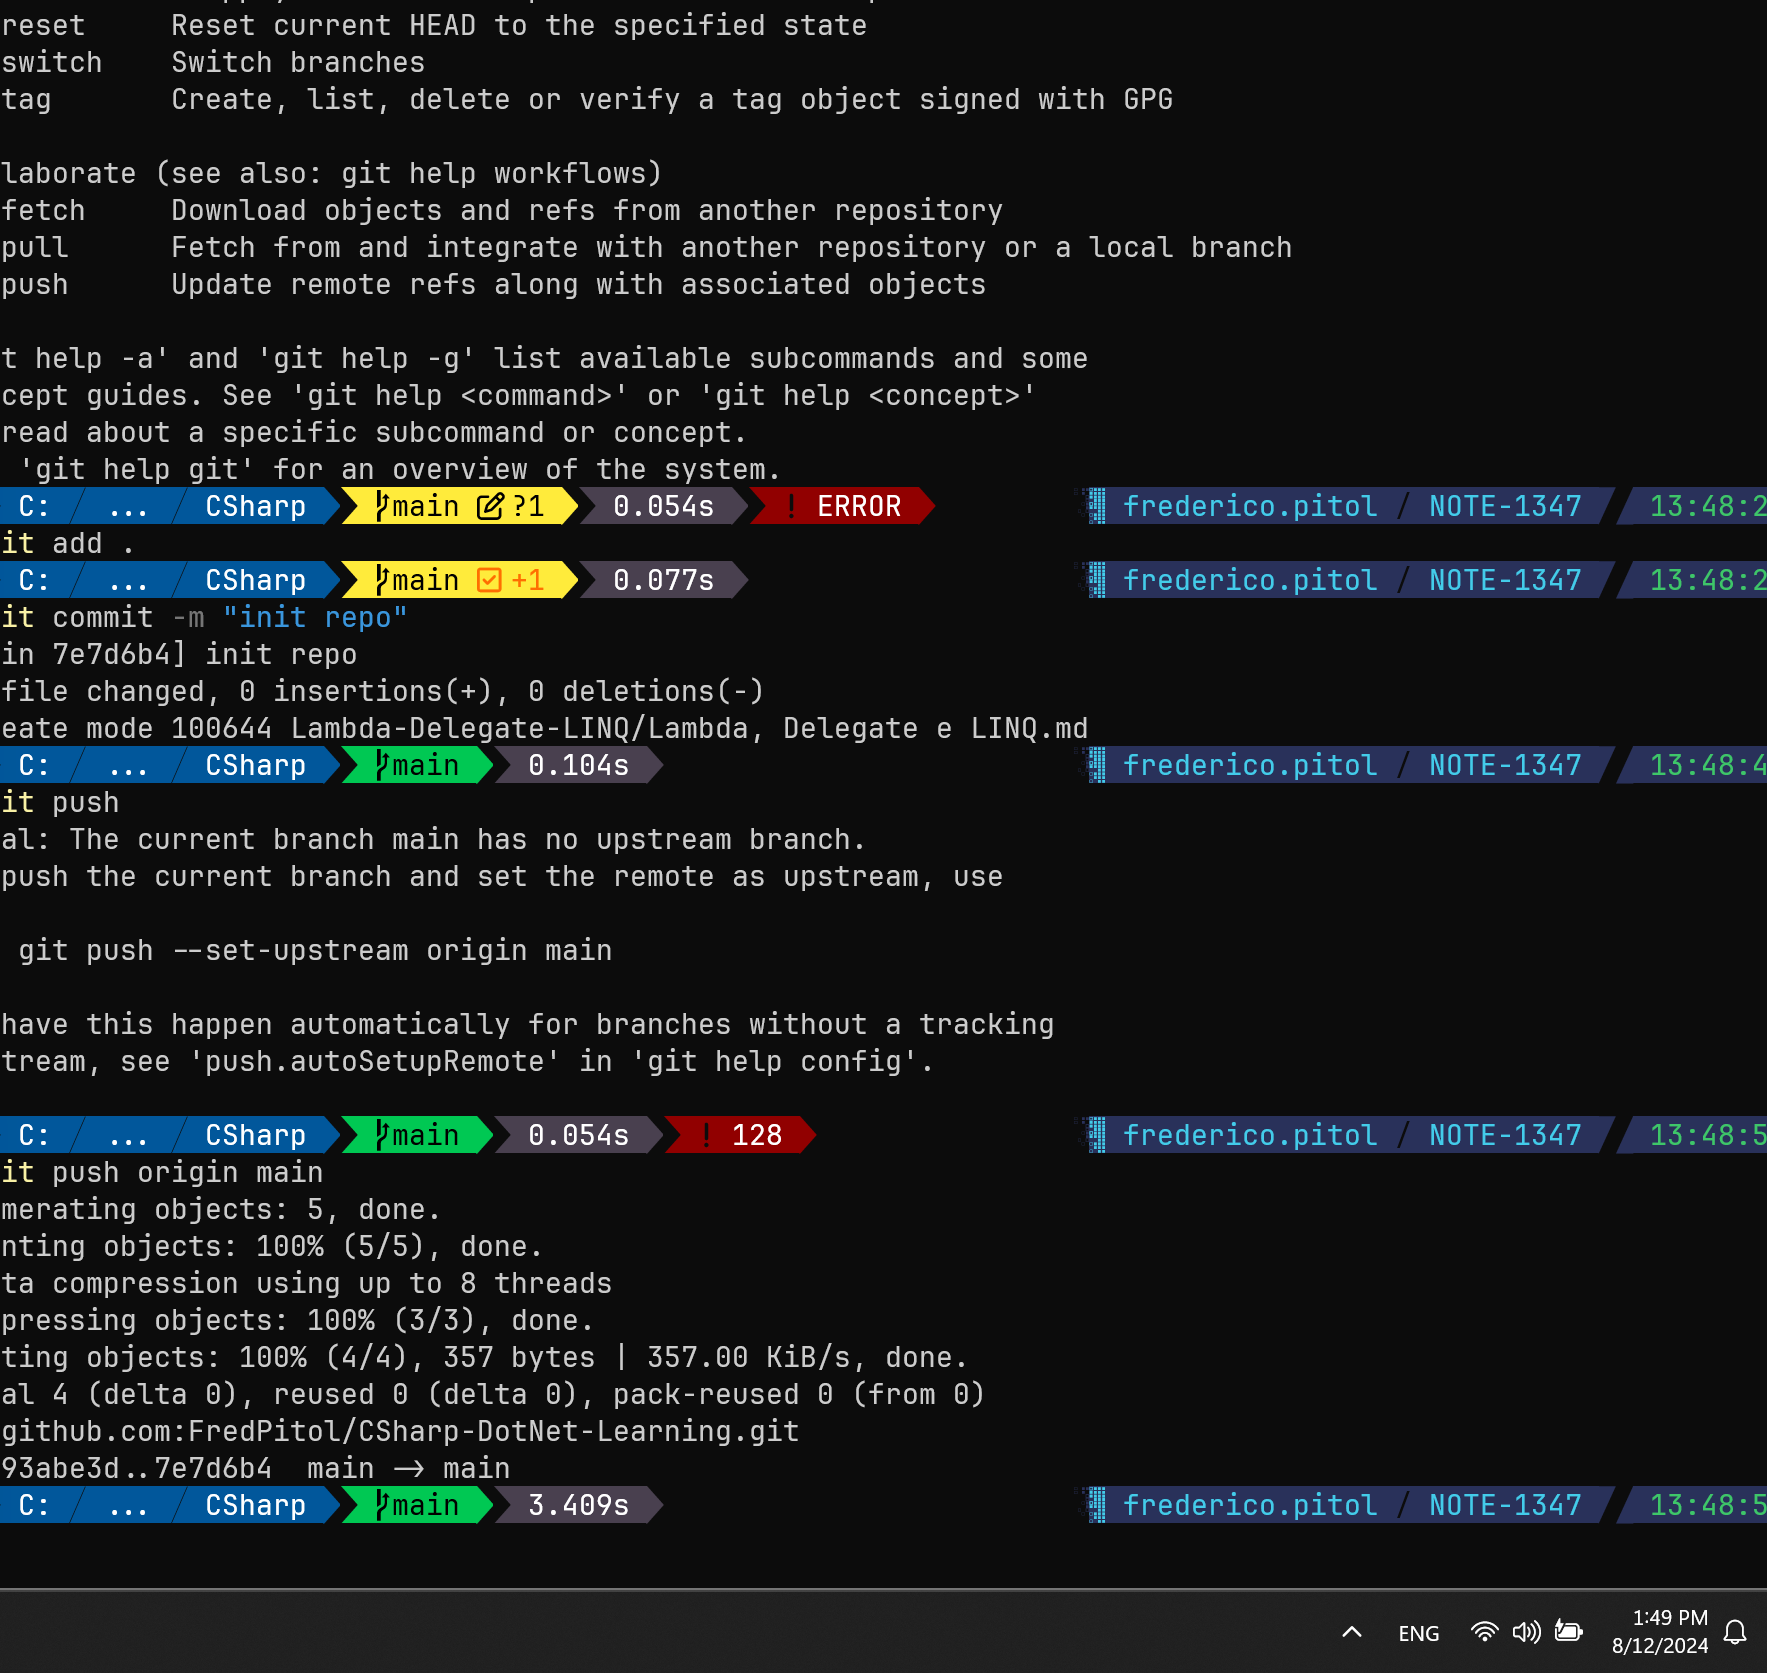 reset     Reset current HEAD to the specified state
switch    Switch branches
tag       Create, list, delete or verify a tag object signed with GPG
laborate (see also: git help workflows)
fetch     Download objects and refs from another repository
pull      Fetch from and integrate with another repository or a local branch
push      Update remote refs along with associated objects
t help -a' and 'git help -g' list available subcommands and some
cept guides. See 'git help <command>' or 'git help <concept>'
read about a specific subcommand or concept.
'git help git' for an overview of the system.
C: ... CSharp main ?1 0.054s ! ERROR frederico.pitol / NOTE-1347 13:48:2
it add .
C: ... CSharp main +1 0.077s frederico.pitol / NOTE-1347 13:48:2
it commit -m "init repo"
in 7e7d6b4] init repo
file changed, 0 insertions(+), 0 deletions(-)
eate mode 100644 Lambda-Delegate-LINQ/Lambda, Delegate e LINQ.md
C: ... CSharp main 0.104s frederico.pitol / NOTE-1347 13:48:4
it push
al: The current branch main has no upstream branch.
push the current branch and set the remote as upstream, use
git push --set-upstream origin main
have this happen automatically for branches without a tracking
tream, see 'push.autoSetupRemote' in 'git help config'.
C: ... CSharp main 0.054s ! 128 frederico.pitol / NOTE-1347 13:48:5
it push origin main
merating objects: 5, done.
nting objects: 100% (5/5), done.
ta compression using up to 8 threads
pressing objects: 100% (3/3), done.
ting objects: 100% (4/4), 357 bytes | 357.00 KiB/s, done.
al 4 (delta 0), reused 0 (delta 0), pack-reused 0 (from 0)
github.com:FredPitol/CSharp-DotNet-Learning.git
93abe3d..7e7d6b4  main -> main
C: ... CSharp main 3.409s frederico.pitol / NOTE-1347 13:48:5
ENG 1:49 PM
8/12/2024